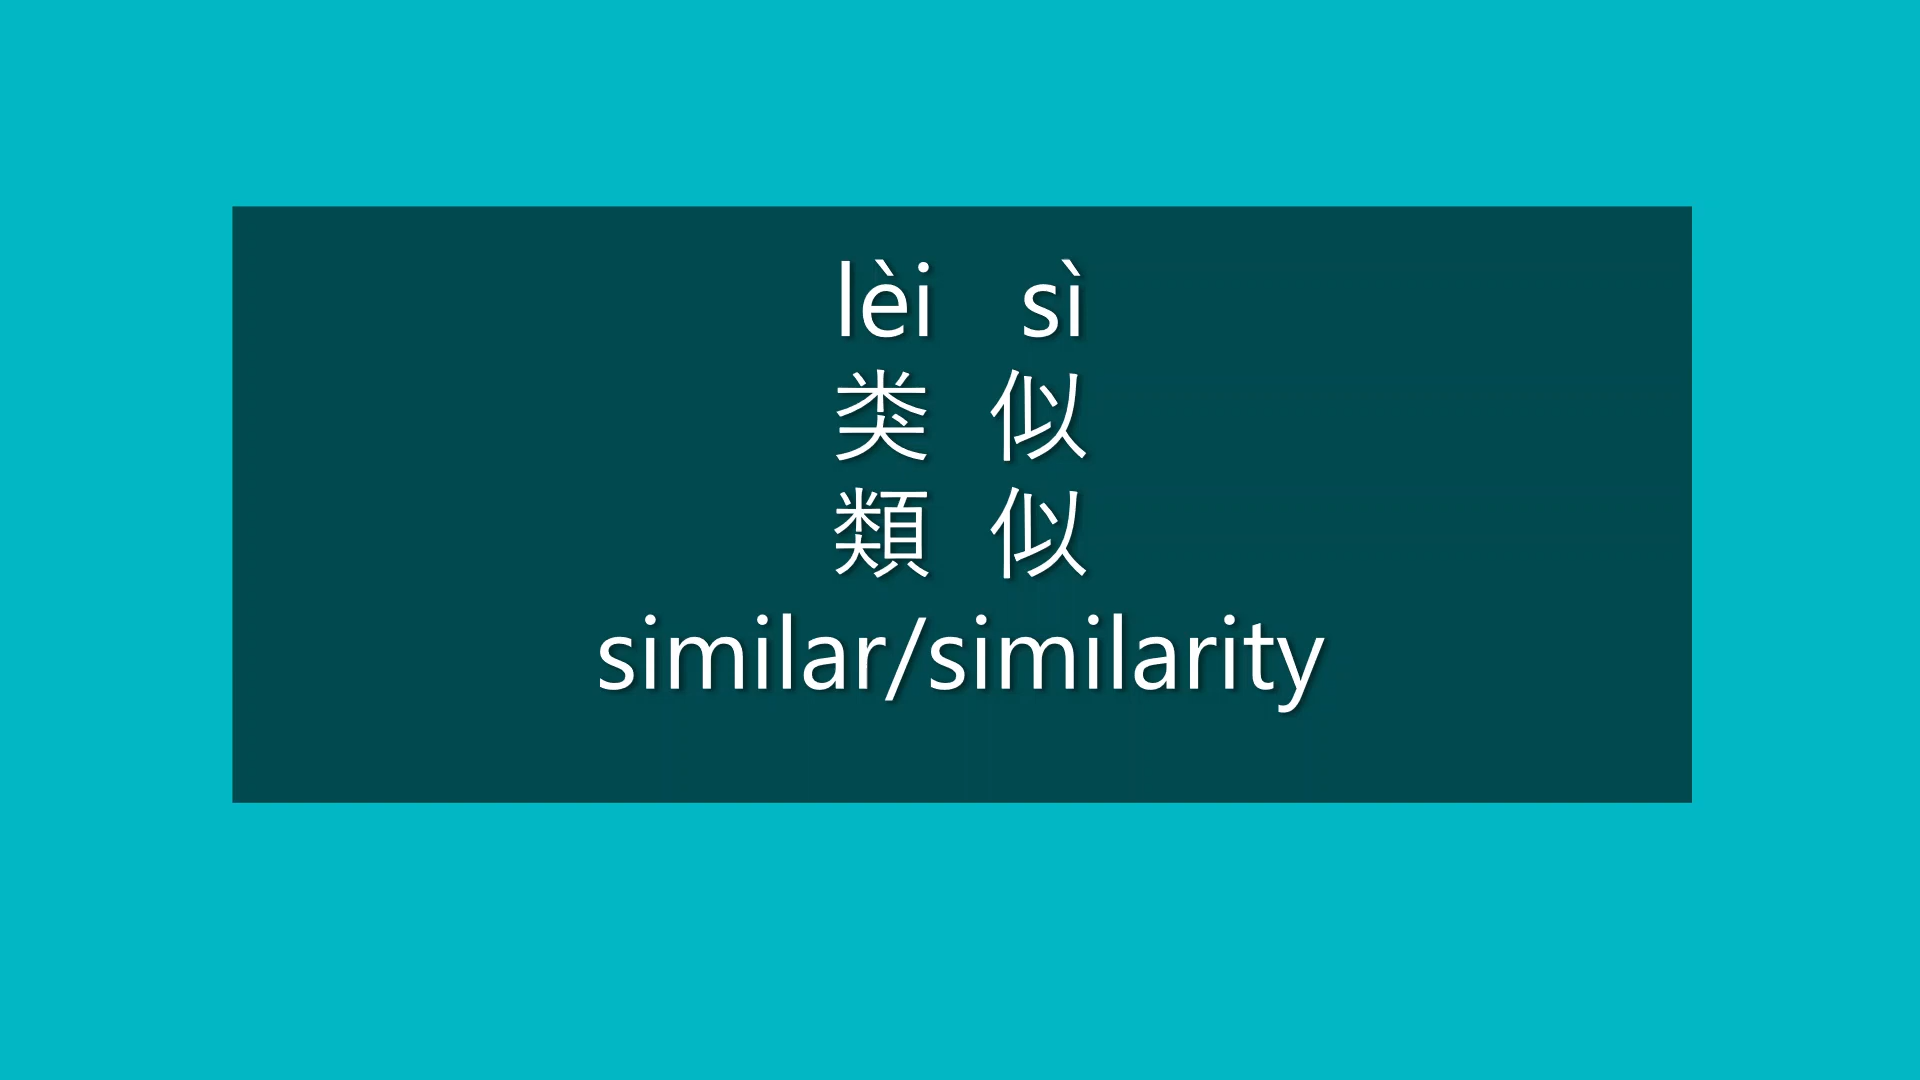 lèi sì
类 似
類 似
similar/similarity